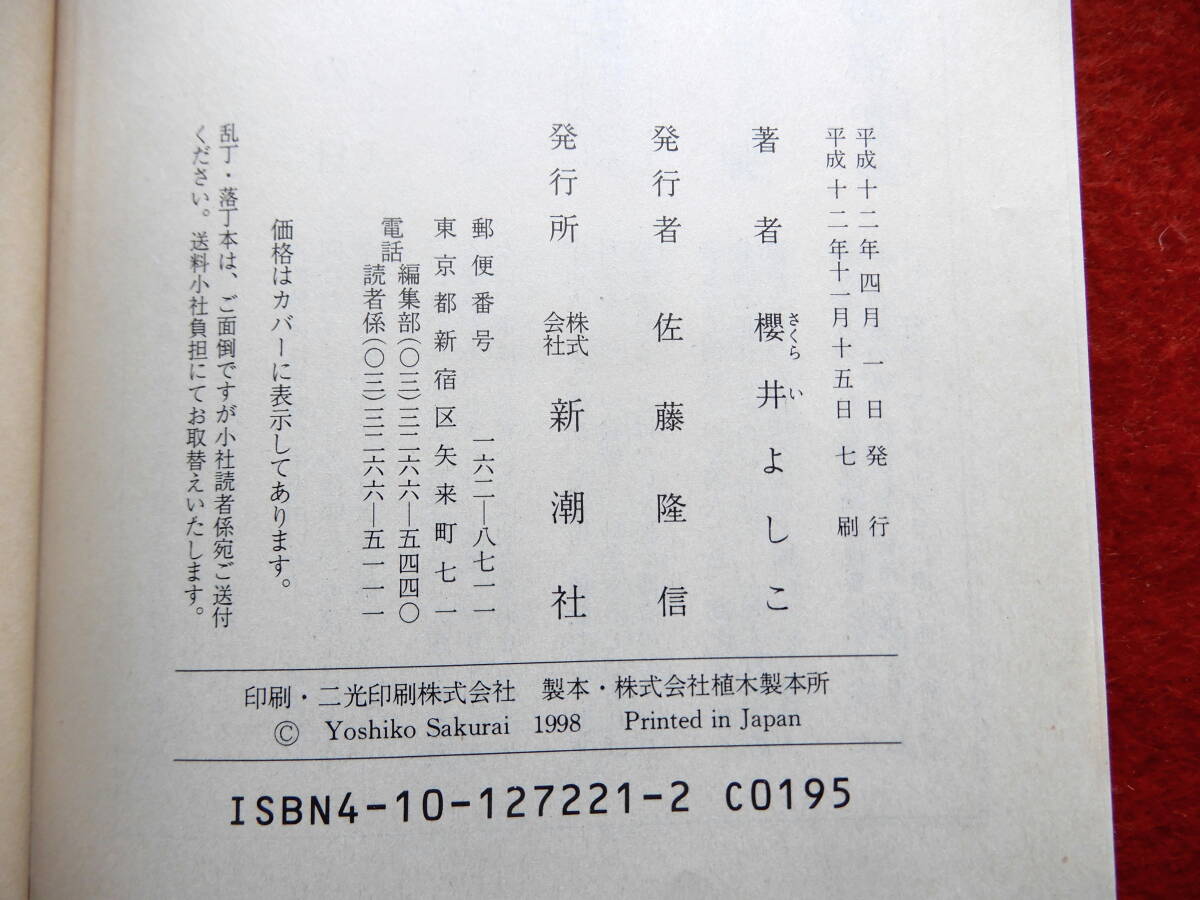 平成十二年四月一日発行
平成十二年十一月十五日七刷
著者 櫻井よしこ
さくらい
発行者 佐藤隆信
発行所 株式会社 新潮社
郵便番号 一六二―八七一一
東京都新宿区矢来町七一
電話 編集部(〇三)三二六六―五四四〇
読者係(〇三)三二六六―五一一一
価格はカバーに表示してあります。
乱丁・落丁本は、ご面倒ですが小社読者係宛ご送付
ください。送料小社負担にてお取替えいたします。
印刷・二光印刷株式会社 製本・株式会社植木製本所
© Yoshiko Sakurai 1998 Printed in Japan
ISBN4-10-127221-2 C0195